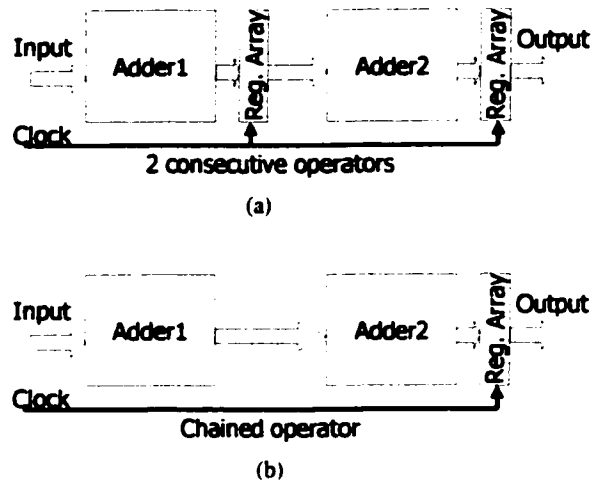 Input
Adder1
Reg. Array
Adder2
Reg. Array
Output
Clock
2 consecutive operators
(a)
Input
Adder1
Adder2
Reg. Array
Output
Clock
Chained operator
(b)